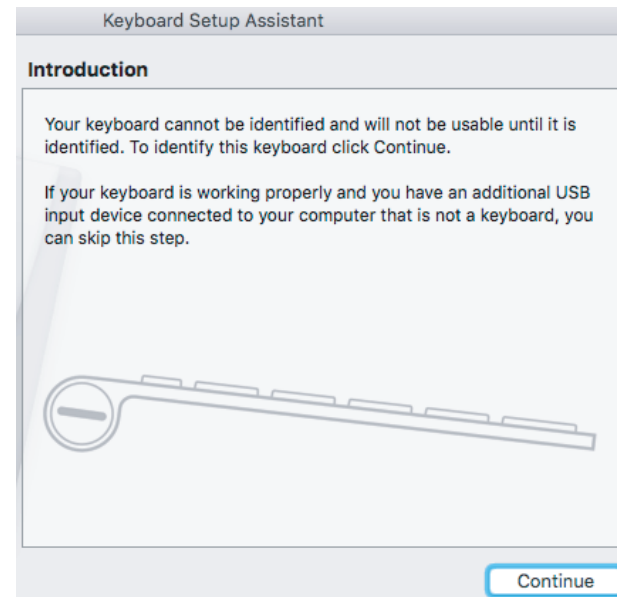 Keyboard Setup Assistant
Introduction
Your keyboard cannot be identified and will not be usable until it is
identified. To identify this keyboard click Continue.
If your keyboard is working properly and you have an additional USB
input device connected to your computer that is not a keyboard, you
can skip this step.
Continue